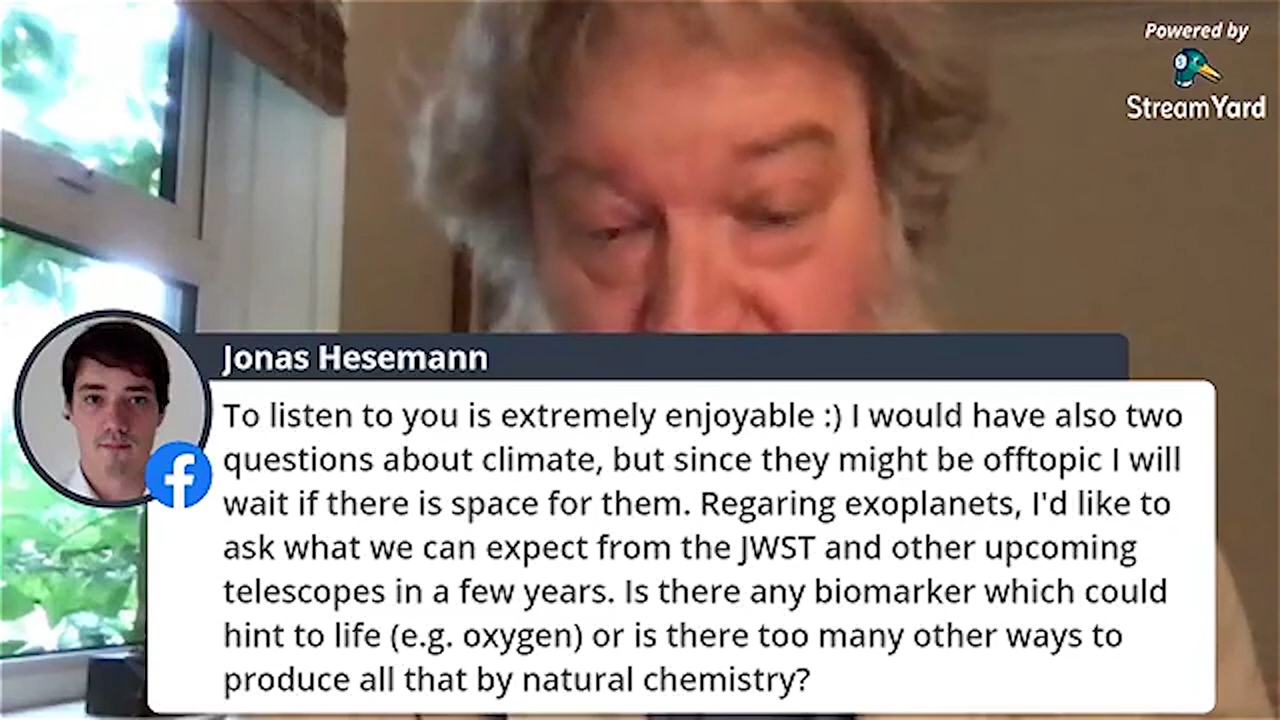 Powered by
StreamYard
Jonas Hesemann
To listen to you is extremely enjoyable :) I would have also two
questions about climate, but since they might be offtopic I will
wait if there is space for them. Regaring exoplanets, I'd like to
ask what we can expect from the JWST and other upcoming
telescopes in a few years. Is there any biomarker which could
hint to life (e.g. oxygen) or is there too many other ways to
produce all that by natural chemistry?